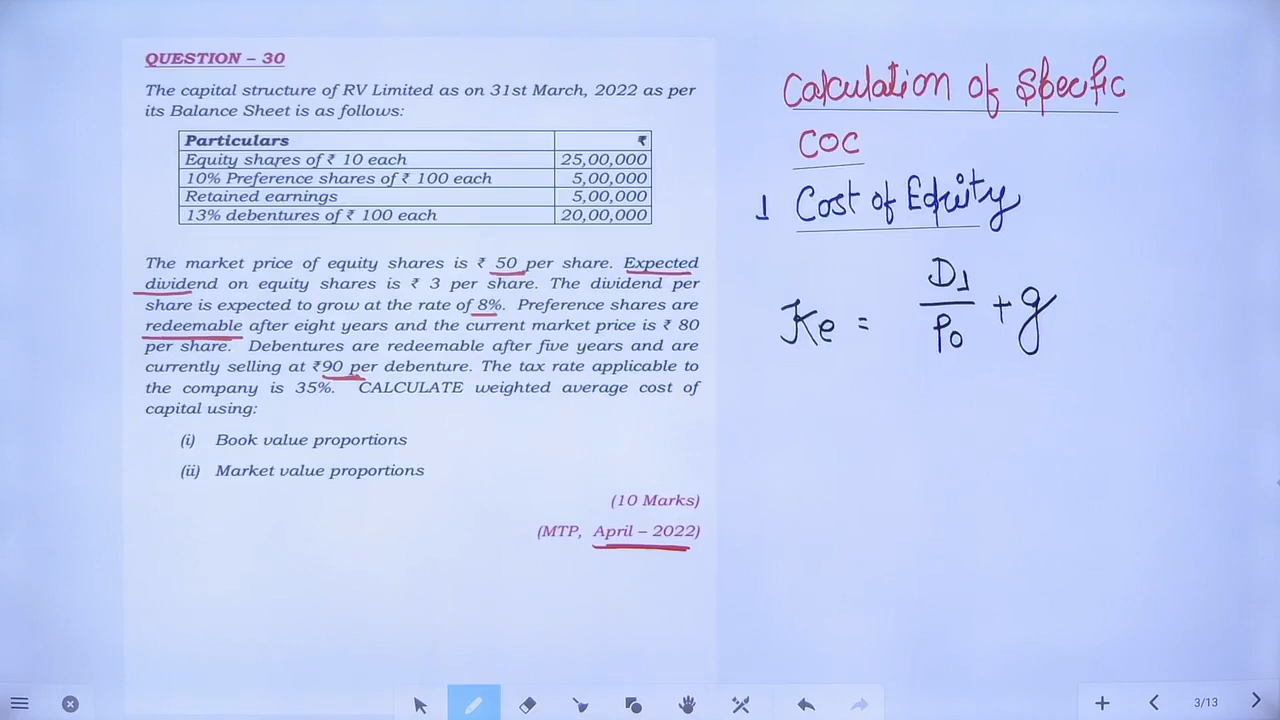 QUESTION – 30
The capital structure of RV Limited as on 31st March, 2022 as per
its Balance Sheet is as follows:
Particulars ₹
Equity shares of ₹ 10 each 25,00,000
10% Preference shares of ₹ 100 each 5,00,000
Retained earnings 5,00,000
13% debentures of ₹ 100 each 20,00,000
The market price of equity shares is ₹ 50 per share. Expected
dividend on equity shares is ₹ 3 per share. The dividend per
share is expected to grow at the rate of 8%. Preference shares are
redeemable after eight years and the current market price is ₹ 80
per share. Debentures are redeemable after five years and are
currently selling at ₹90 per debenture. The tax rate applicable to
the company is 35%. CALCULATE weighted average cost of
capital using:
(i) Book value proportions
(ii) Market value proportions
(10 Marks)
(MTP, April – 2022)
Calculation of Specific
COC
1 Cost of Equity
Ke = D1/P0 + g
3/13